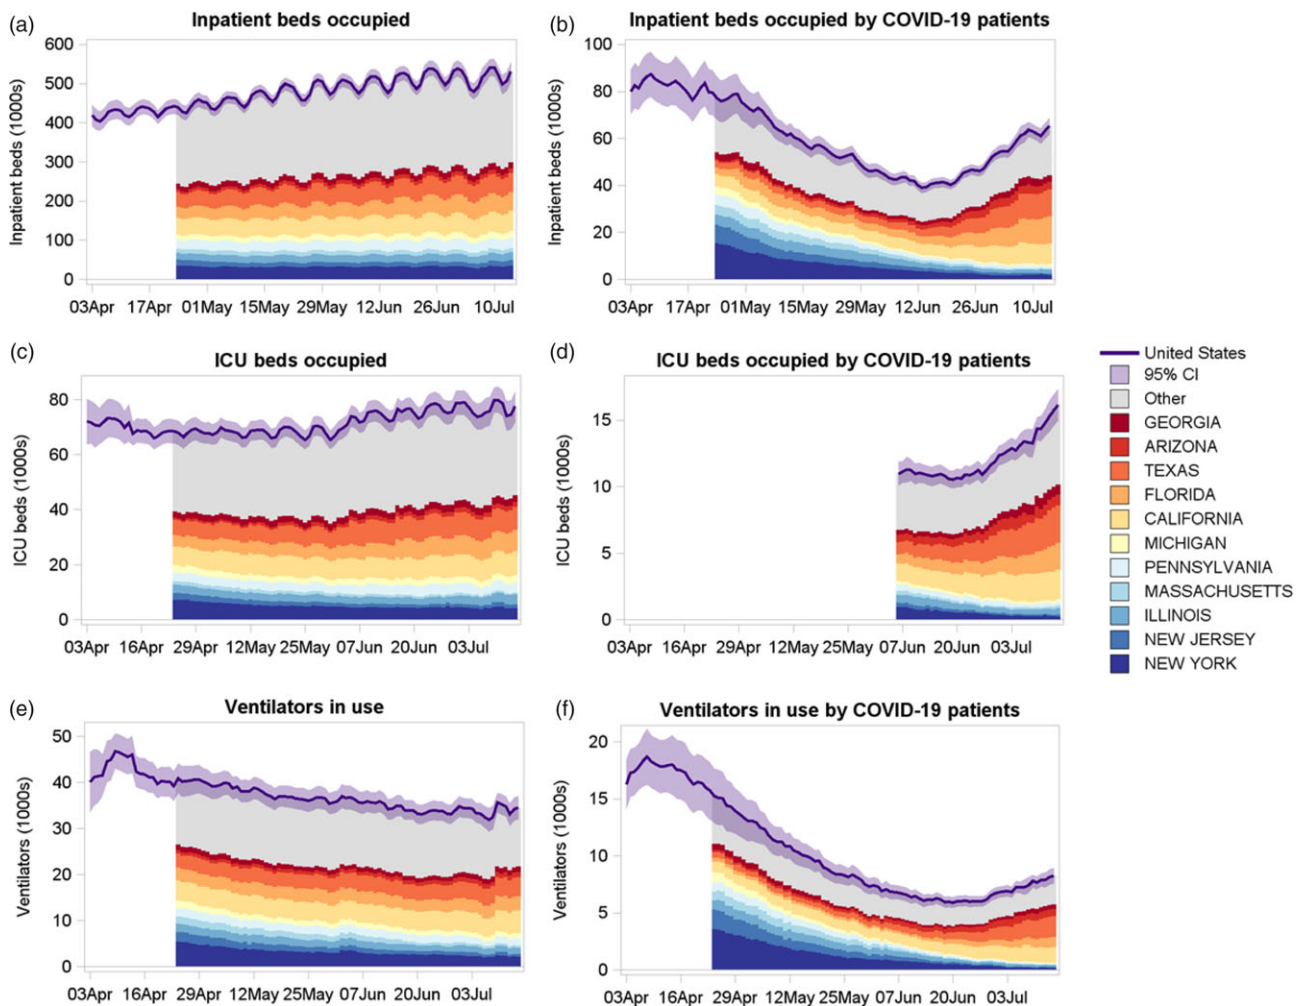 (a)
Inpatient beds occupied
Inpatient beds (1000s)
600
500
400
300
200
100
0
03Apr 17Apr 01May 15May 29May 12Jun 26Jun 10Jul
(b)
Inpatient beds occupied by COVID-19 patients
Inpatient beds (1000s)
100
80
60
40
20
0
03Apr 17Apr 01May 15May 29May 12Jun 26Jun 10Jul
(c)
ICU beds occupied
ICU beds (1000s)
80
60
40
20
0
03Apr 16Apr 29Apr 12May 25May 07Jun 20Jun 03Jul
(d)
ICU beds occupied by COVID-19 patients
ICU beds (1000s)
15
10
5
0
03Apr 16Apr 29Apr 12May 25May 07Jun 20Jun 03Jul
United States
95% CI
Other
GEORGIA
ARIZONA
TEXAS
FLORIDA
CALIFORNIA
MICHIGAN
PENNSYLVANIA
MASSACHUSETTS
ILLINOIS
NEW JERSEY
NEW YORK
(e)
Ventilators in use
Ventilators (1000s)
50
40
30
20
10
0
03Apr 16Apr 29Apr 12May 25May 07Jun 20Jun 03Jul
(f)
Ventilators in use by COVID-19 patients
Ventilators (1000s)
20
15
10
5
0
03Apr 16Apr 29Apr 12May 25May 07Jun 20Jun 03Jul